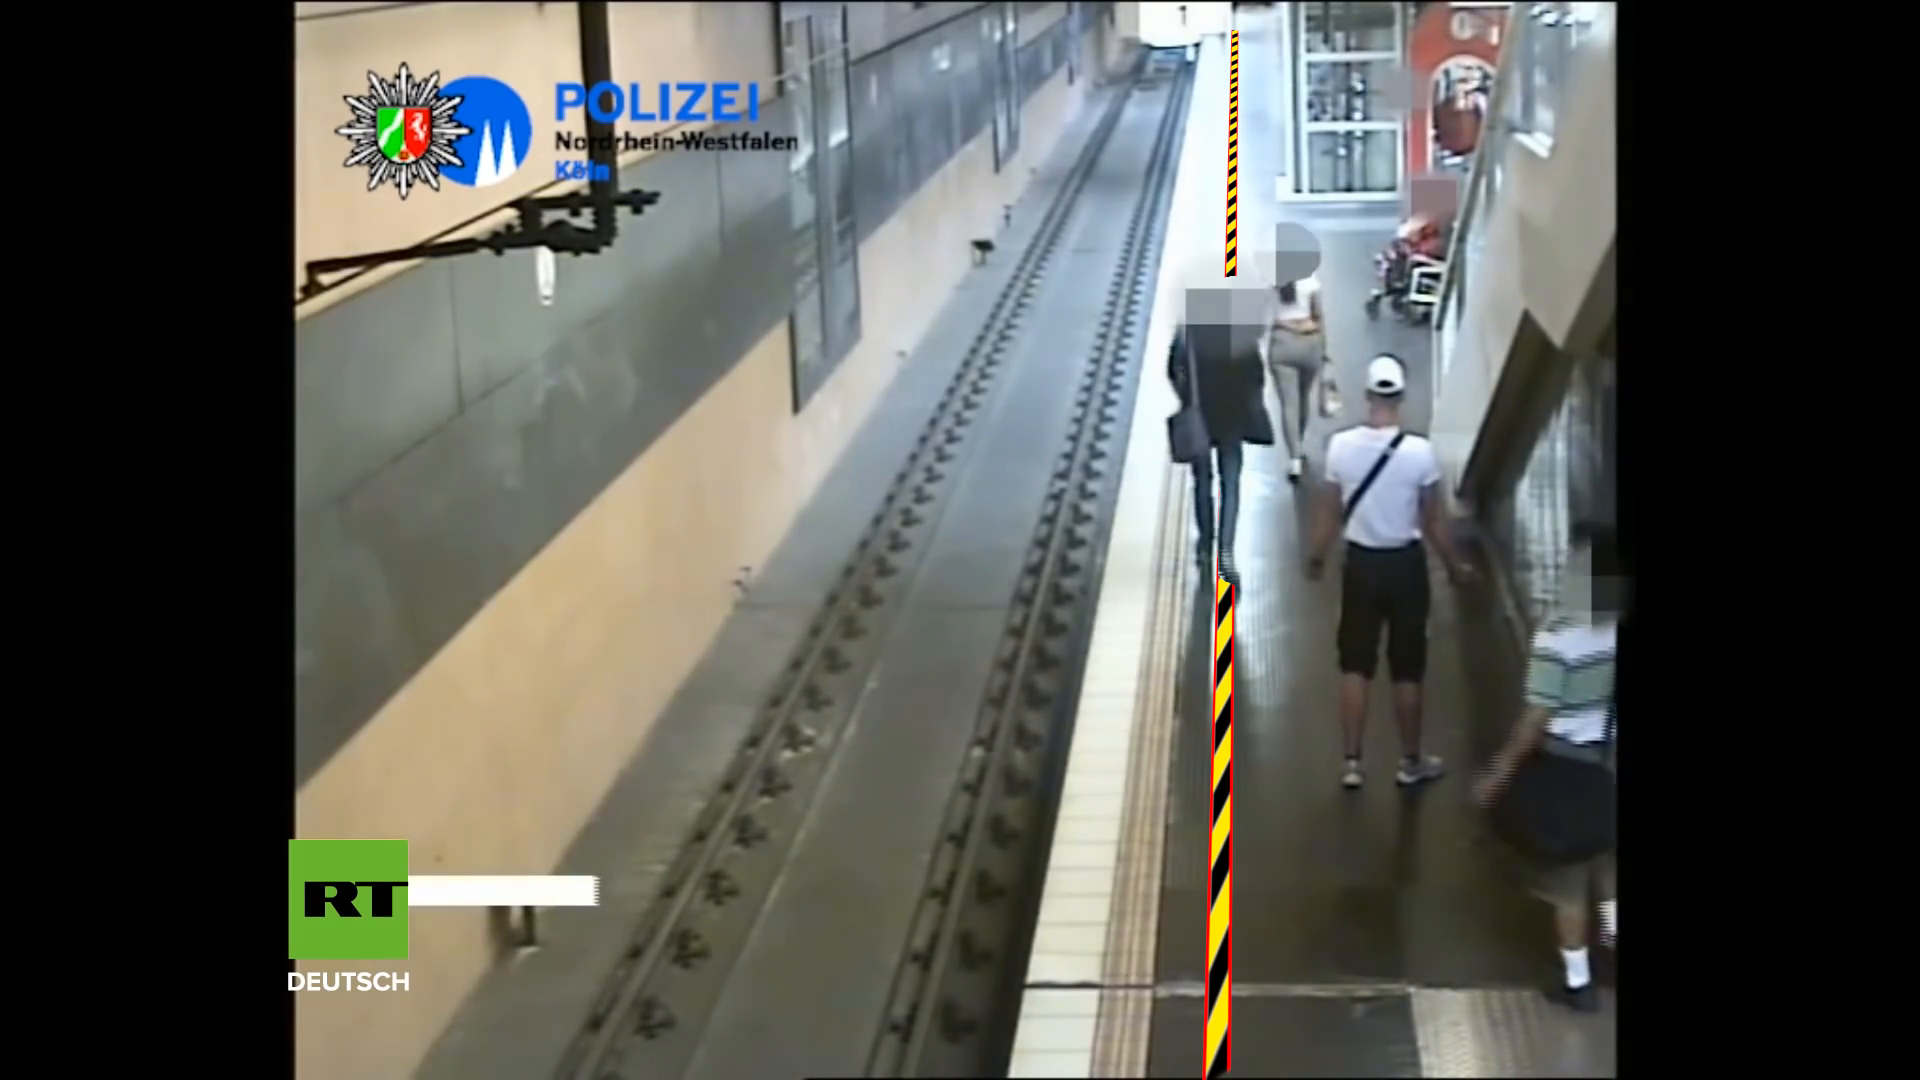 POLIZEI
Nordrhein-Westfalen
Köln
RT
DEUTSCH